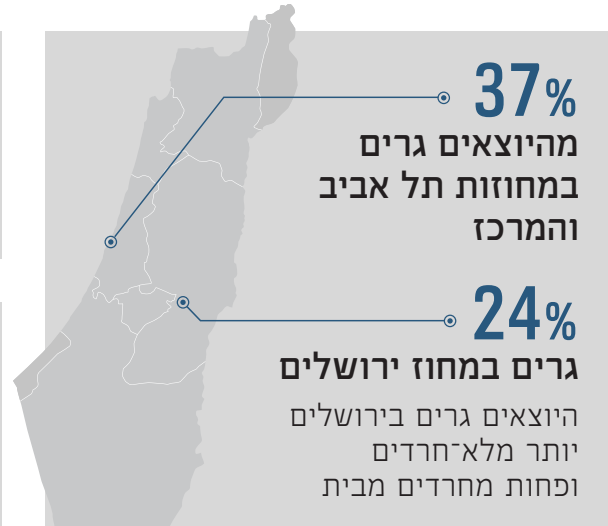 37%
מהיוצאים גרים
במחוזות תל אביב
והמרכז
24%
גרים במחוז ירושלים
היוצאים גרים בירושלים
יותר מלא־חרדים
ופחות מחרדים מבית